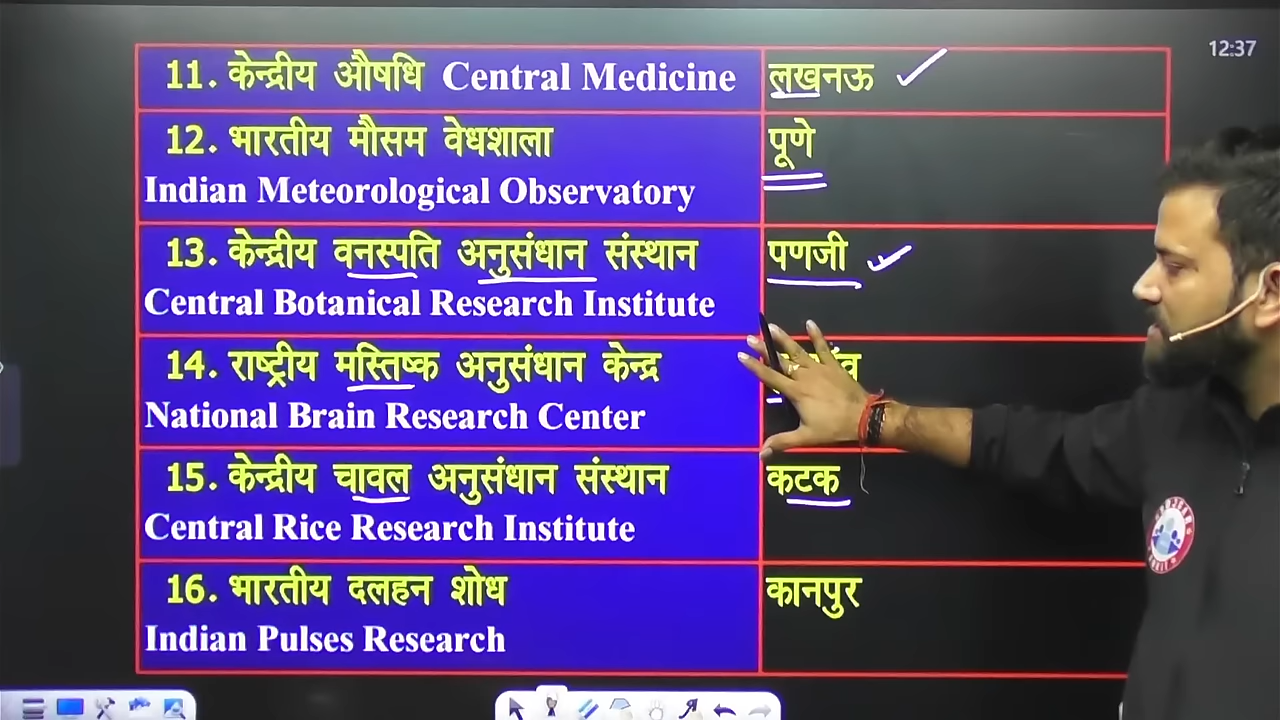 12:37
11. केन्द्रीय औषधि Central Medicine
लखनऊ
12. भारतीय मौसम वेधशाला
Indian Meteorological Observatory
पूणे
13. केन्द्रीय वनस्पति अनुसंधान संस्थान
Central Botanical Research Institute
पणजी
14. राष्ट्रीय मस्तिष्क अनुसंधान केन्द्र
National Brain Research Center
15. केन्द्रीय चावल अनुसंधान संस्थान
Central Rice Research Institute
कटक
16. भारतीय दलहन शोध
Indian Pulses Research
कानपुर